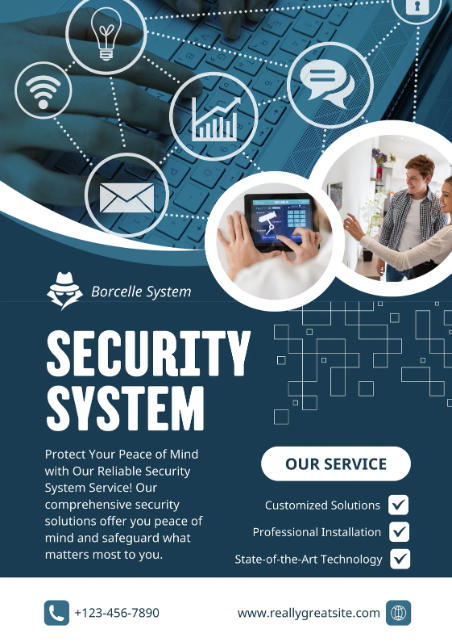 Borcelle System
SECURITY
SYSTEM
Protect Your Peace of Mind
with Our Reliable Security
System Service! Our
comprehensive security
solutions offer you peace of
mind and safeguard what
matters most to you.
OUR SERVICE
Customized Solutions
Professional Installation
State-of-the-Art Technology
+123-456-7890
www.reallygreatsite.com